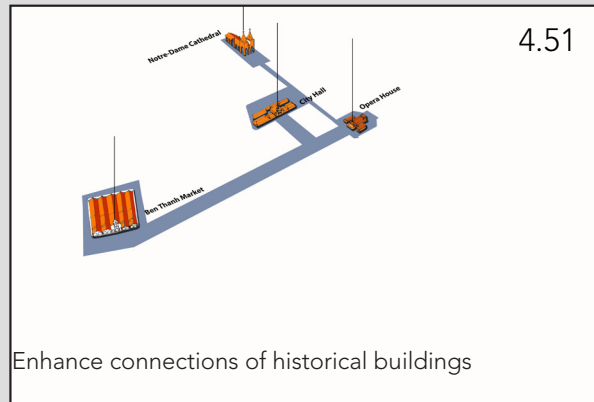 4.51
Notre-Dame Cathedral
City Hall
Opera House
Ben Thanh Market
Enhance connections of historical buildings